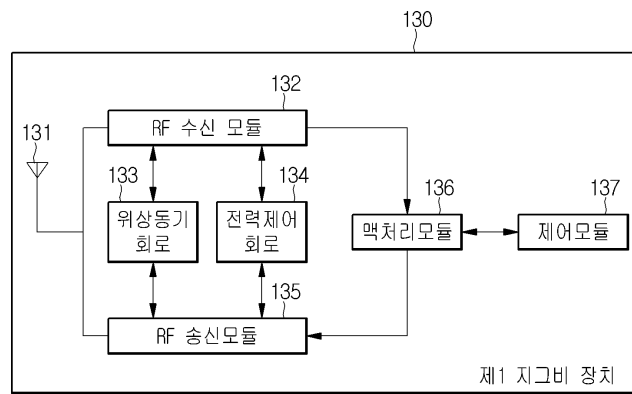 130
132
131
RF 수신 모듈
133
134
위상동기
회로
전력제어
회로
136
137
맥처리모듈
제어모듈
135
RF 송신모듈
제1 지그비 장치